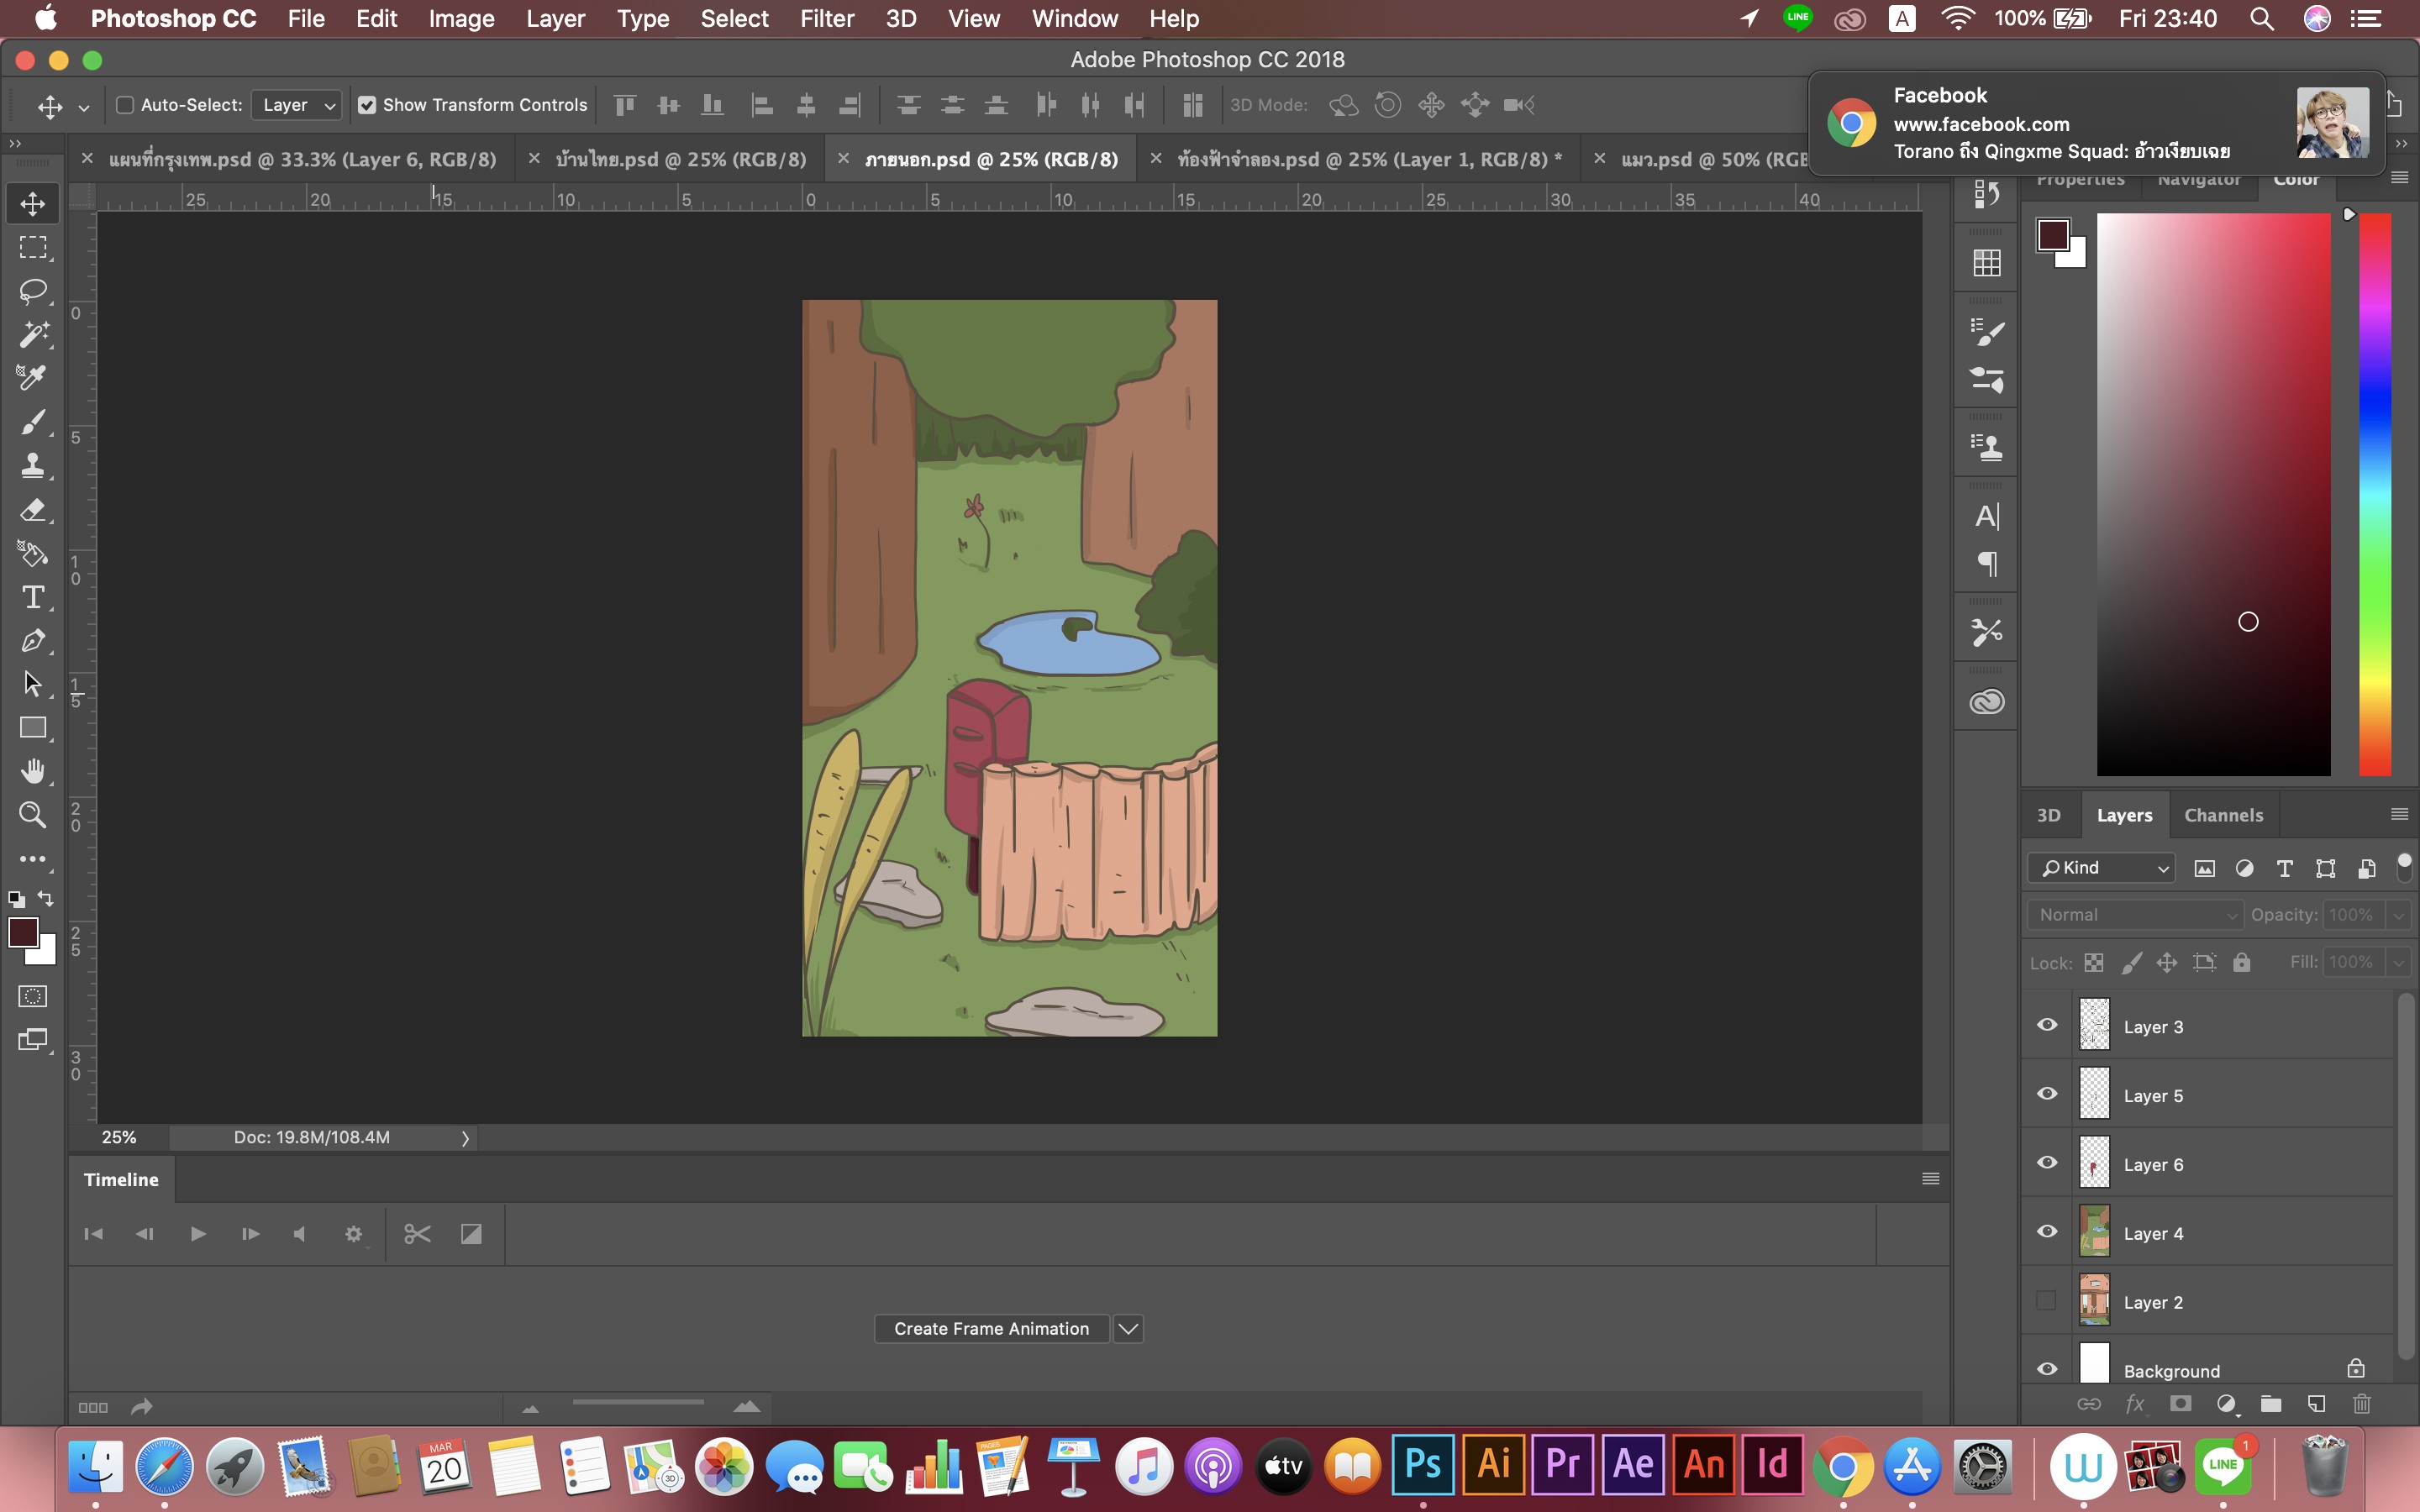 Photoshop CC File Edit Image Layer Type Select Filter 3D View Window Help LINE A 100% Fri 23:40
Adobe Photoshop CC 2018
Auto-Select: Layer Show Transform Controls 3D Mode:
Facebook
www.facebook.com
Torano ถึง Qingxme Squad: อ้าวเงียบเฉย
แผนที่กรุงเทพ.psd @ 33.3% (Layer 6, RGB/8) บ้านไทย.psd @ 25% (RGB/8) ภายนอก.psd @ 25% (RGB/8) ท้องฟ้าจำลอง.psd @ 25% (Layer 1, RGB/8) * แมว.psd @ 50% (RGB
Properties Navigator Color
25 20 15 10 5 0 5 10 15 20 25 30 35 40
0
5
10
15
20
25
30
3D Layers Channels
Kind
Normal Opacity: 100%
Lock: Fill: 100%
Layer 3
Layer 5
Layer 6
Layer 4
Layer 2
Background
fx
25% Doc: 19.8M/108.4M
Timeline
Create Frame Animation
MAR
20
3D
PAGES
tv
Ps Ai Pr Ae An Id
W
LINE
1